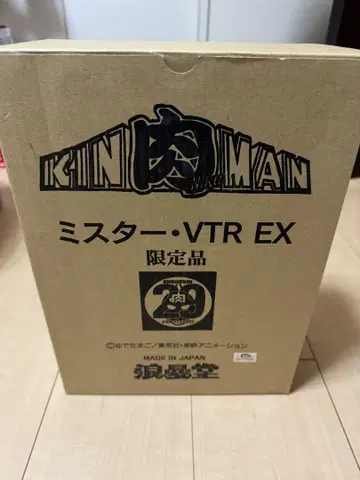 KIN肉MAN
ミスター・VTR EX
限定品
29
肉
©ゆでたまご/集英社・東映アニメーション
MADE IN JAPAN
浪曼堂